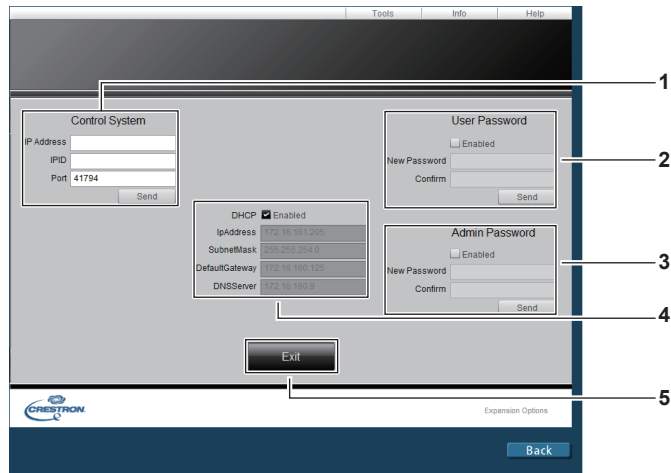 Tools Info Help
1
Control System
IP Address
IPID
Port 41794
Send
User Password
Enabled
New Password
Confirm
Send
2
DHCP Enabled
IpAddress 172.16.161.205
SubnetMask 255.255.254.0
DefaultGateway 172.16.160.125
DNSServer 172.16.160.9
Admin Password
Enabled
New Password
Confirm
Send
3
4
Exit
5
CRESTRON
Expansion Options
Back